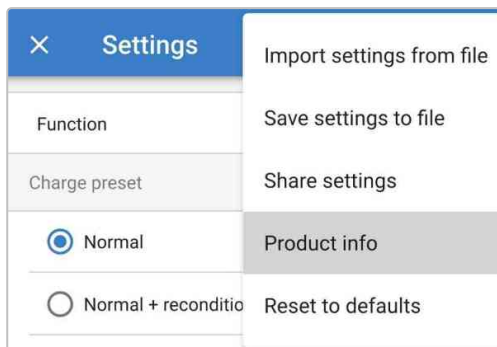 Settings
Function
Charge preset
Normal
Normal + reconditio
Import settings from file
Save settings to file
Share settings
Product info
Reset to defaults